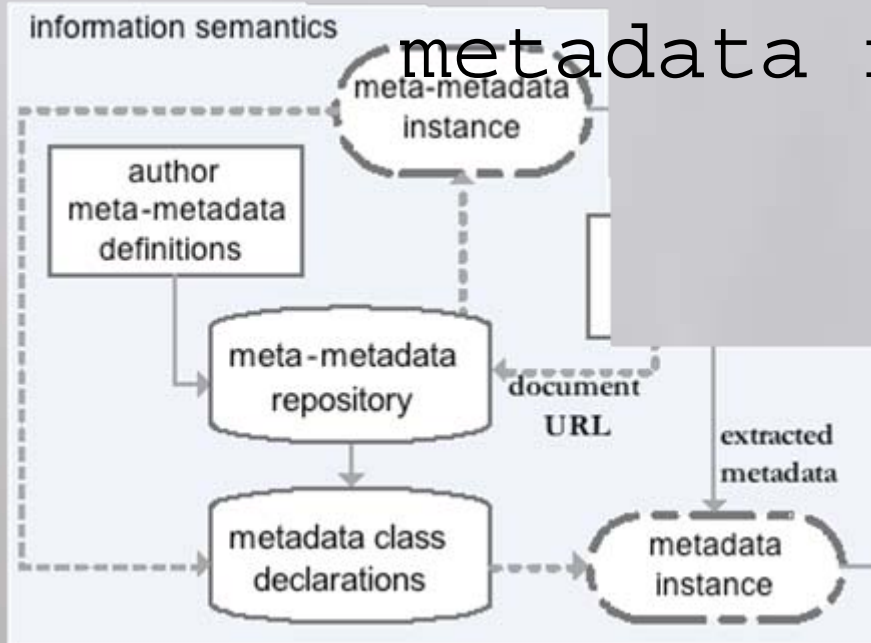 information semantics
metadata
meta-metadata
instance
author
meta-metadata
definitions
meta-metadata
repository
document
URL
extracted
metadata
metadata class
declarations
metadata
instance